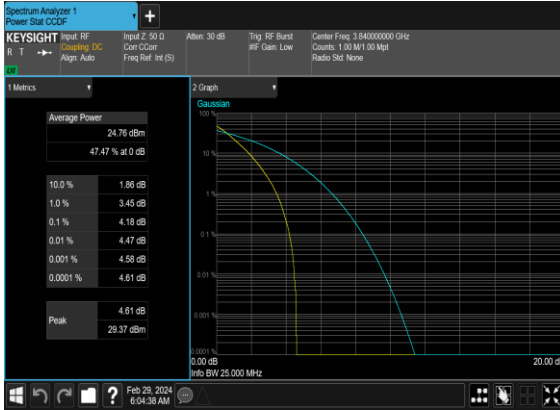 Spectrum Analyzer 1
Power Stat CCDF
KEYSIGHT
R T
LXI
Input: RF
Coupling: DC
Align: Auto
Input Z: 50 Ω
Corr CCorr
Freq Ref: Int (S)
Atten: 30 dB
Trig: RF Burst
#IF Gain: Low
Center Freq: 3.840000000 GHz
Counts: 1.00 M/1.00 Mpt
Radio Std: None
1 Metrics
Average Power
24.76 dBm
47.47 % at 0 dB
10.0 % 1.86 dB
1.0 % 3.45 dB
0.1 % 4.18 dB
0.01 % 4.47 dB
0.001 % 4.58 dB
0.0001 % 4.61 dB
Peak
4.61 dB
29.37 dBm
2 Graph
Gaussian
100 %
10 %
1 %
0.1 %
0.01 %
0.001 %
0.0001 %
0.00 dB
20.00 d
Info BW 25.000 MHz
Feb 29, 2024
6:04:38 AM